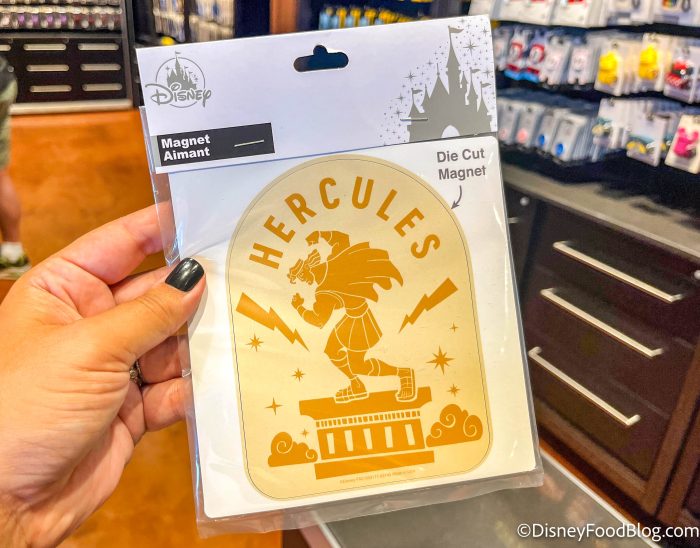 Disney
Magnet
Aimant
Die Cut
Magnet
HERCULES
©DisneyFoodBlog.com